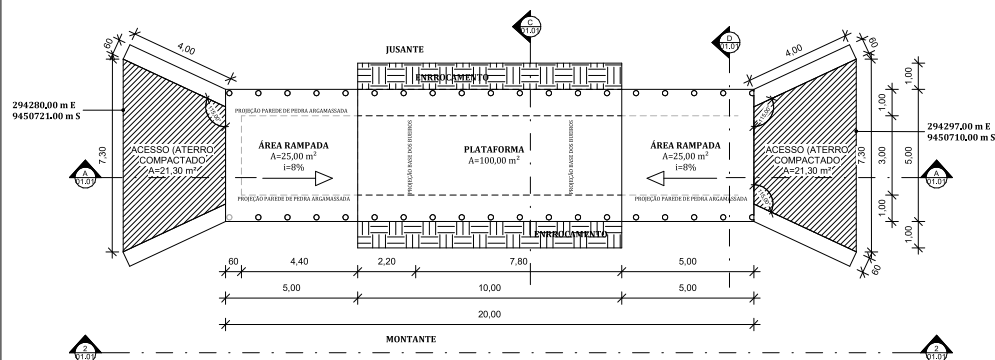 C
01.01
D
01.01
JUSANTE
60
4,00
4,00
60
ENRROCAMENTO
1,00
294280,00 m E
9450721.00 m S
PROJEÇÃO PAREDE DE PEDRA ARGAMASSADA
1,00
294297.00 m E
9450710.00 m S
7,30
ACESSO (ATERRO
COMPACTADO
A=21,30 m²
ÁREA RAMPADA
A=25,00 m²
i=8%
PROJEÇÃO BASE DOS BUEIROS
PLATAFORMA
A=100,00 m²
PROJEÇÃO BASE DOS BUEIROS
ÁREA RAMPADA
A=25,00 m²
i=8%
ACESSO (ATERRO
COMPACTADO
A=21,30 m²
3,00
7,30
5,00
A
01.01
A
01.01
PROJEÇÃO PAREDE DE PEDRA ARGAMASSADA
PROJEÇÃO PAREDE DE PEDRA ARGAMASSADA
1,00
ENRROCAMENTO
1,00
60
60
4,40
2,20
7,80
5,00
5,00
10,00
5,00
20,00
MONTANTE
2
01.01
2
01.01